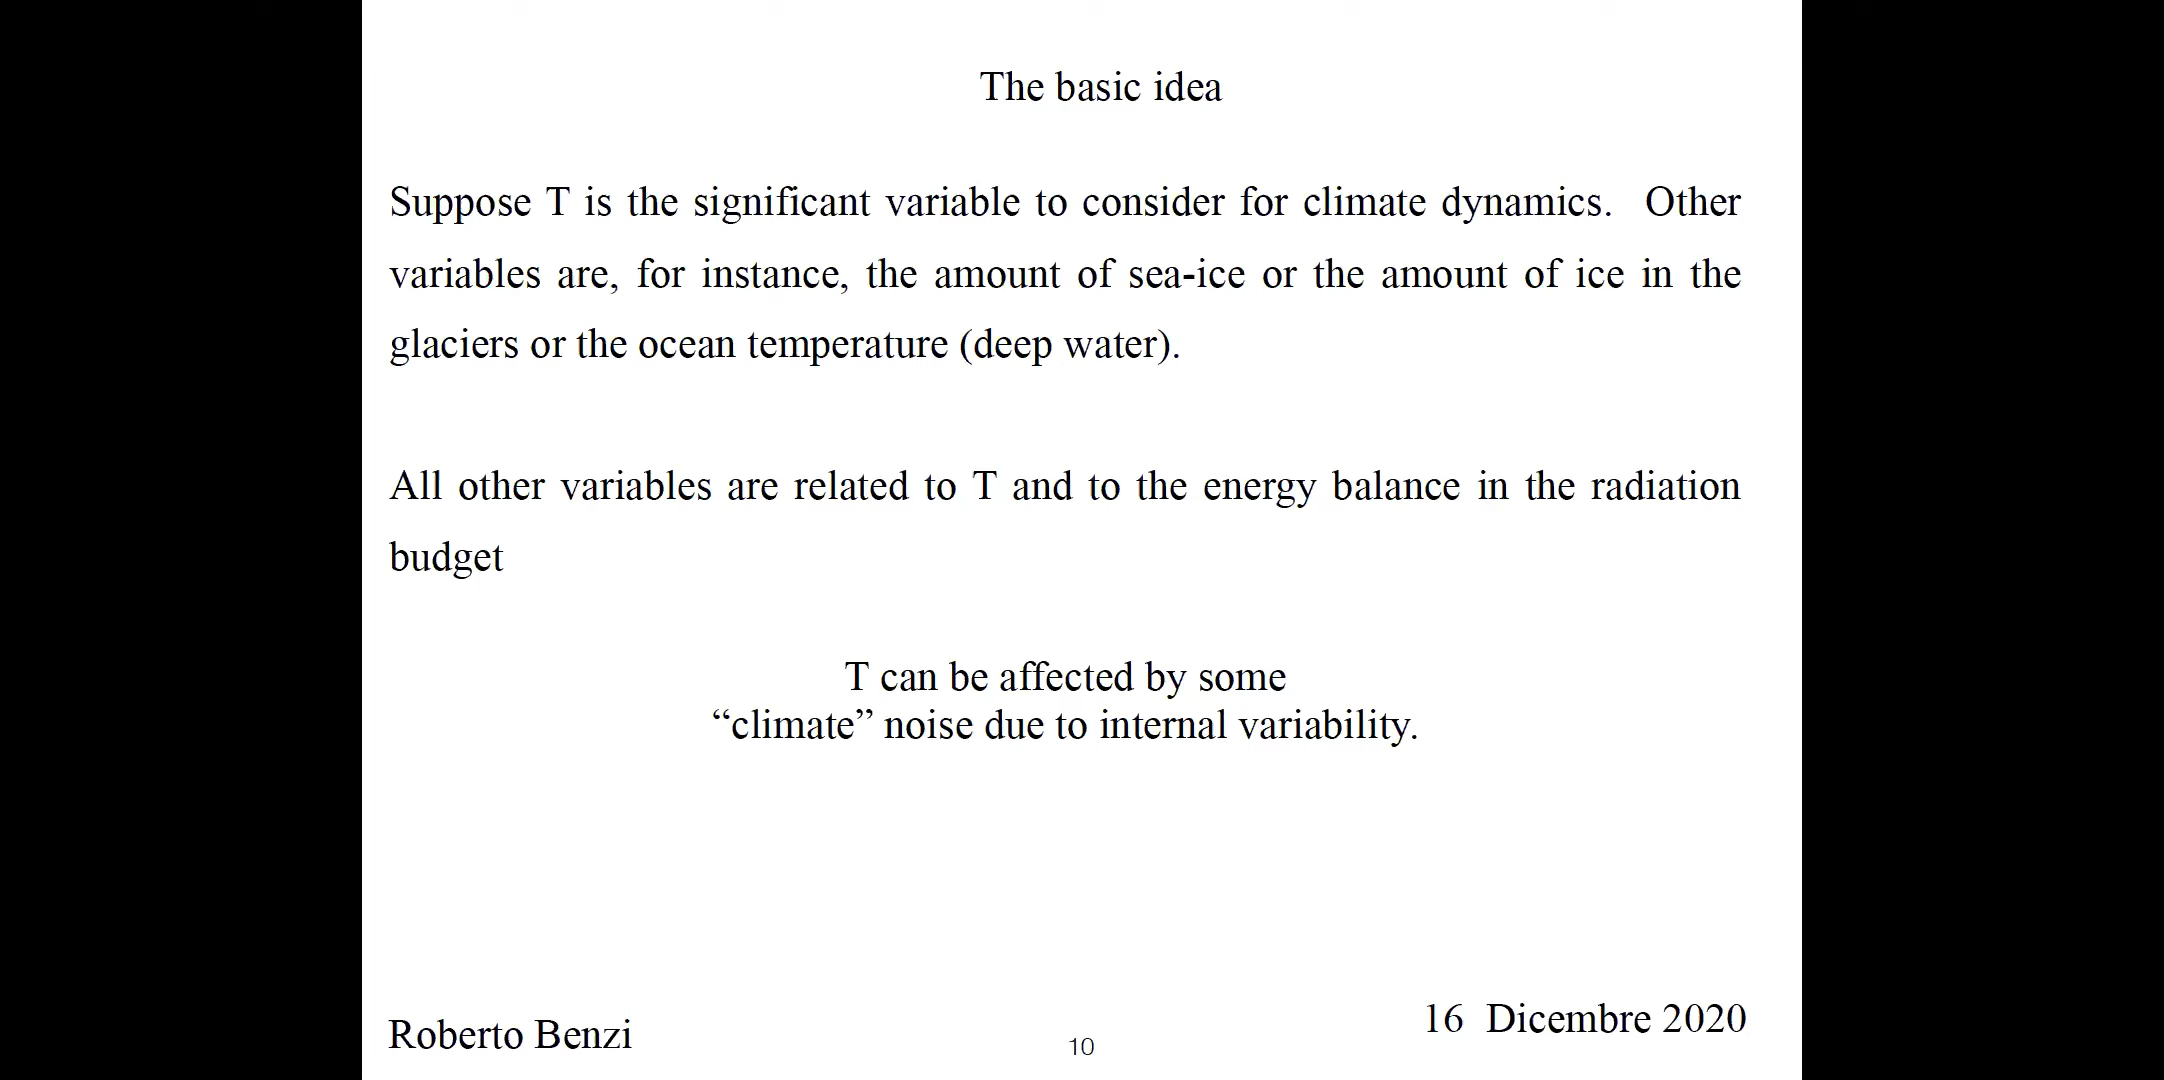 The basic idea
Suppose T is the significant variable to consider for climate dynamics. Other
variables are, for instance, the amount of sea-ice or the amount of ice in the
glaciers or the ocean temperature (deep water).
All other variables are related to T and to the energy balance in the radiation
budget
T can be affected by some
“climate” noise due to internal variability.
Roberto Benzi
10
16 Dicembre 2020